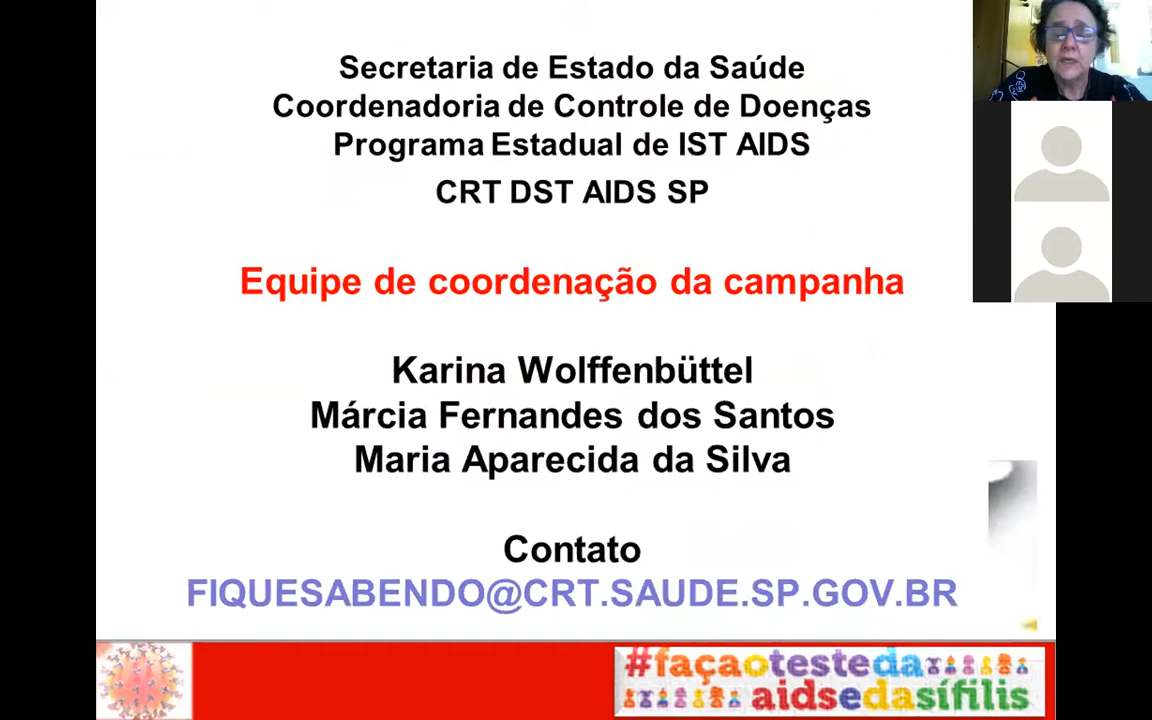 Secretaria de Estado da Saúde
Coordenadoria de Controle de Doenças
Programa Estadual de IST AIDS
CRT DST AIDS SP
Equipe de coordenação da campanha
Karina Wolffenbüttel
Márcia Fernandes dos Santos
Maria Aparecida da Silva
Contato
FIQUESABENDO@CRT.SAUDE.SP.GOV.BR
#façaotesteda
aidsedasífilis